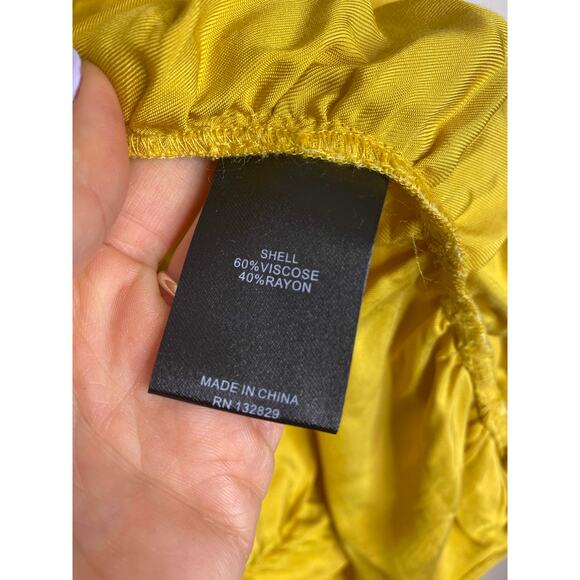 SHELL
60%VISCOSE
40%RAYON
MADE IN CHINA
RN 132829